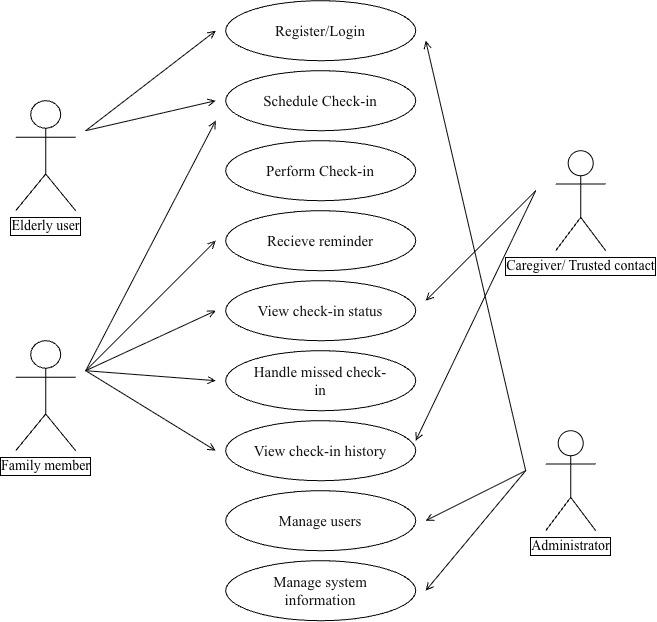 Register/Login
Schedule Check-in
Perform Check-in
Elderly user
Recieve reminder
Caregiver/ Trusted contact
View check-in status
Handle missed check-
in
View check-in history
Family member
Manage users
Administrator
Manage system
information